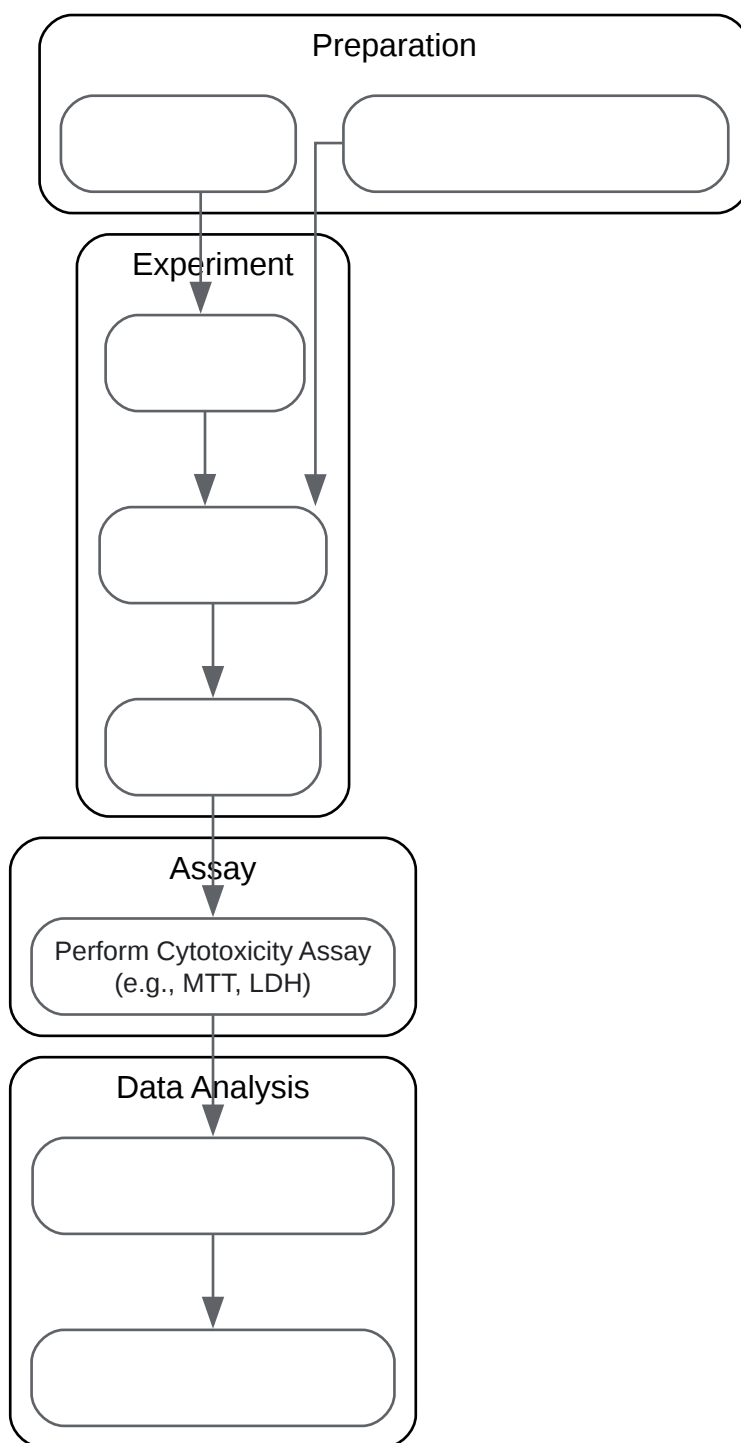 Preparation
Experiment
Assay
Perform Cytotoxicity Assay
(e.g., MTT, LDH)
Data Analysis